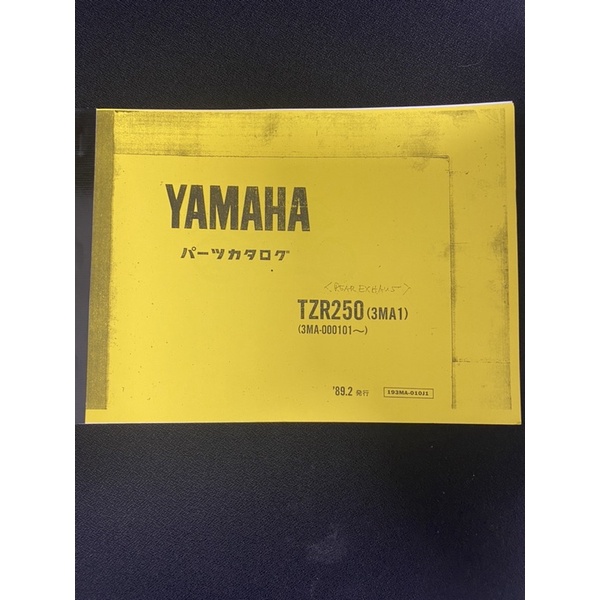 YAMAHA
パーツカタログ
<REAR EXHAUS>
TZR250 (3MA1)
(3MA-000101〜)
'89.2 発行
193MA-010J1